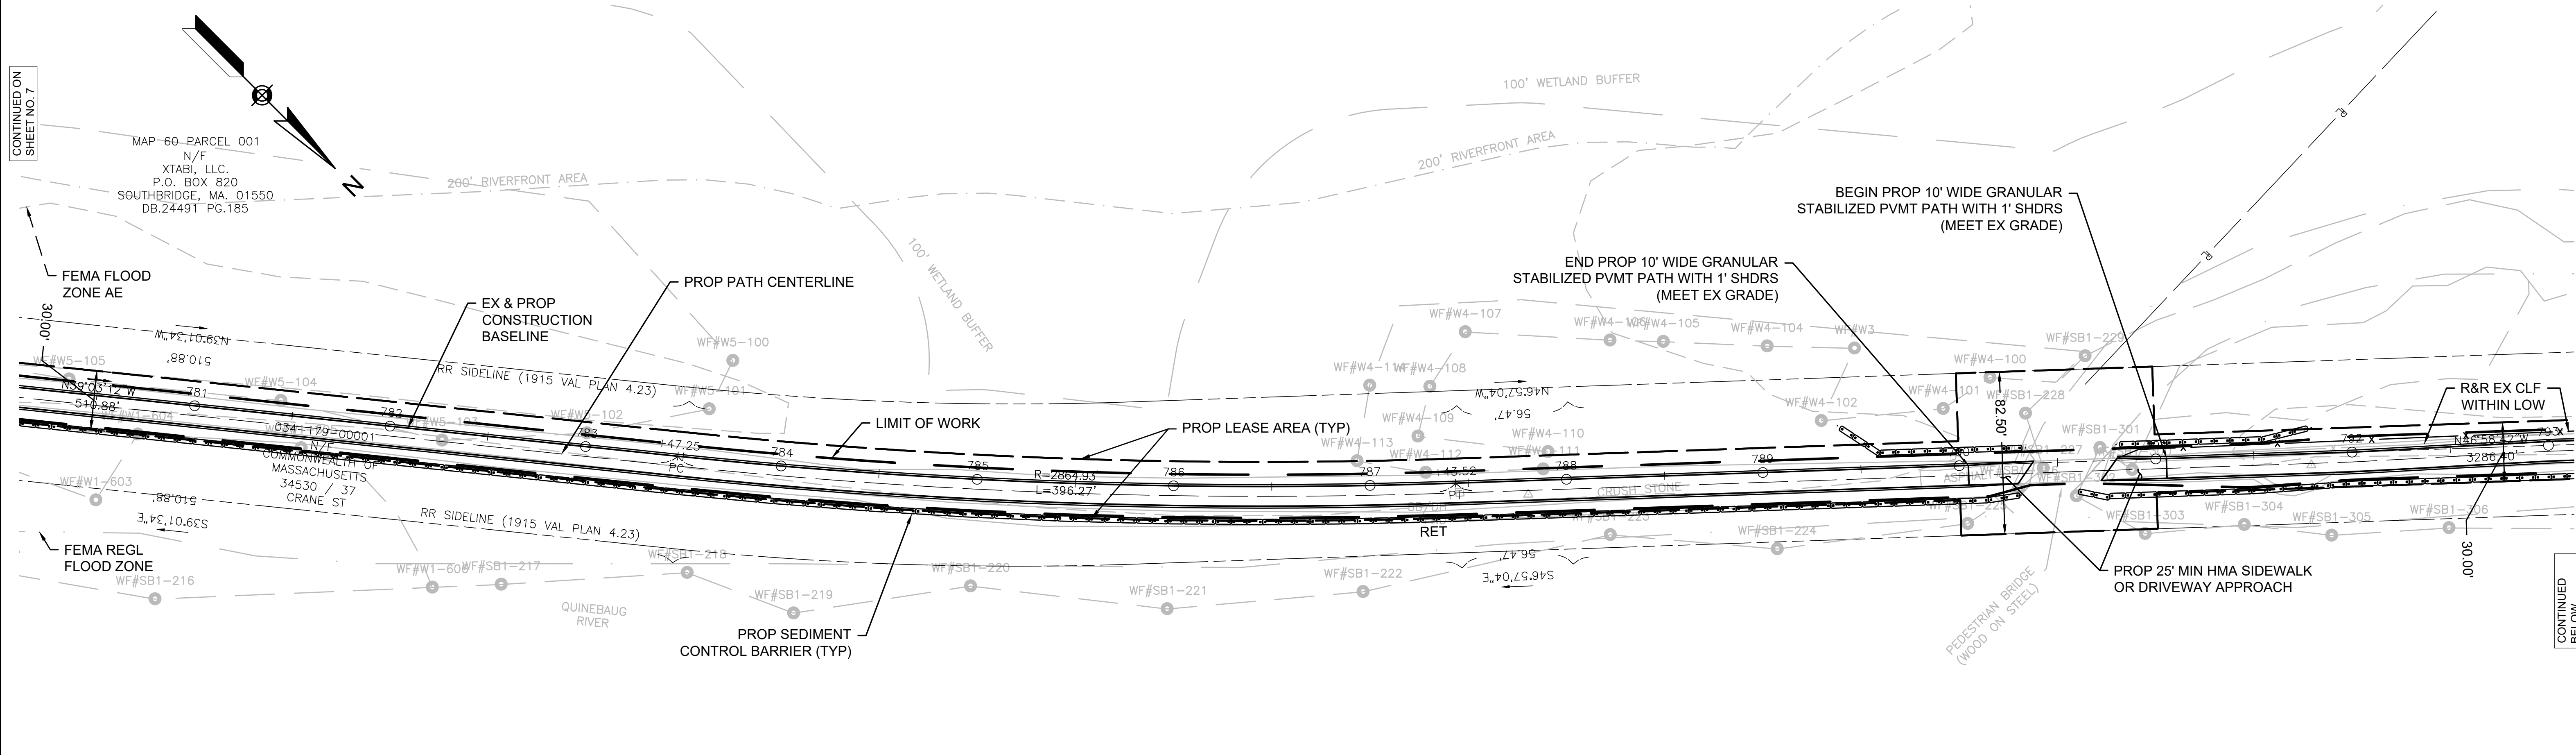 CONTINUED ON
SHEET NO. 7
N
MAP 60 PARCEL 001
N/F
XTABI, LLC.
P.O. BOX 820
SOUTHBRIDGE, MA. 01550
DB.24491 PG.185
200' RIVERFRONT AREA
100' WETLAND BUFFER
100' WETLAND BUFFER
200' RIVERFRONT AREA
BEGIN PROP 10' WIDE GRANULAR
STABILIZED PVMT PATH WITH 1' SHDRS
(MEET EX GRADE)
END PROP 10' WIDE GRANULAR
STABILIZED PVMT PATH WITH 1' SHDRS
(MEET EX GRADE)
FEMA FLOOD
ZONE AE
30.00'
EX & PROP
CONSTRUCTION
BASELINE
PROP PATH CENTERLINE
N39°01'34"W
510.88'
RR SIDELINE (1915 VAL PLAN 4.23)
WF#W5-105
WF#W5-104
WF#W5-100
WF#W5-101
WF#W5-102
N39°03'12"W
510.88'
781
782
783
+47.25
PC
784
785
R=2864.93'
L=396.27'
786
787
+43.52
PT
788
789
792
793
LIMIT OF WORK
PROP LEASE AREA (TYP)
WF#W4-107
WF#W4-105
WF#W4-104
WF#W3
WF#W4-108
WF#W4-109
WF#W4-110
WF#W4-112
WF#W4-113
N46°57'04"W
56.47'
WF#W4-100
WF#W4-101
WF#W4-102
WF#SB1-229
WF#SB1-228
WF#SB1-301
82.50'
R&R EX CLF
WITHIN LOW
N46°58'42"W
3286.40'
034-179-00001
N/F
COMMONWEALTH OF
MASSACHUSETTS
34530 / 37
CRANE ST
WF#W1-603
510.88'
S39°01'34"E
RR SIDELINE (1915 VAL PLAN 4.23)
CRUSH STONE
RET
56.47'
S46°57'04"E
FEMA REGL
FLOOD ZONE
WF#SB1-216
WF#SB1-217
WF#SB1-218
WF#SB1-219
WF#SB1-220
WF#SB1-221
WF#SB1-222
WF#SB1-224
WF#SB1-303
WF#SB1-304
WF#SB1-305
WF#SB1-306
QUINEBAUG
RIVER
PROP SEDIMENT
CONTROL BARRIER (TYP)
PEDESTRIAN BRIDGE
(WOOD ON STEEL)
PROP 25' MIN HMA SIDEWALK
OR DRIVEWAY APPROACH
30.00'
CONTINUED
BELOW